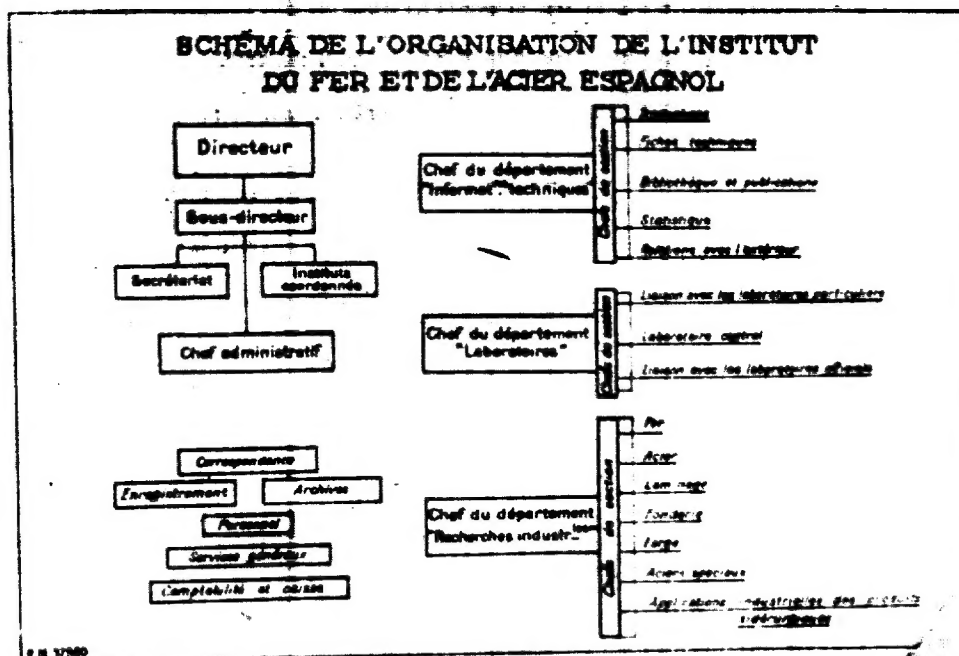 SCHÉMA DE L'ORGANISATION DE L'INSTITUT
DU FER ET DE L'ACIER ESPAGNOL
Directeur
Sous-directeur
Secrétariat
Instituts
coordonnés
Chef administratif
Correspondance
Enregistrement
Archives
Personnel
Services généraux
Comptabilité et caisse
Chef du département
"Informat.ons techniques"
Chefs de section
Fiches techniques
Bibliothèque et publications
Statistique
Relations avec l'extérieur
Chef du département
"Laboratoires"
Chefs de section
Liaison avec les laboratoires particuliers
Laboratoire central
Liaison avec les laboratoires
Chef du département
"Recherches industr.
Chefs de section
Fer
Acier
Laminage
Fonderie
Forge
Aciers spéciaux
Applications industrielles des produits
sidérurgiques